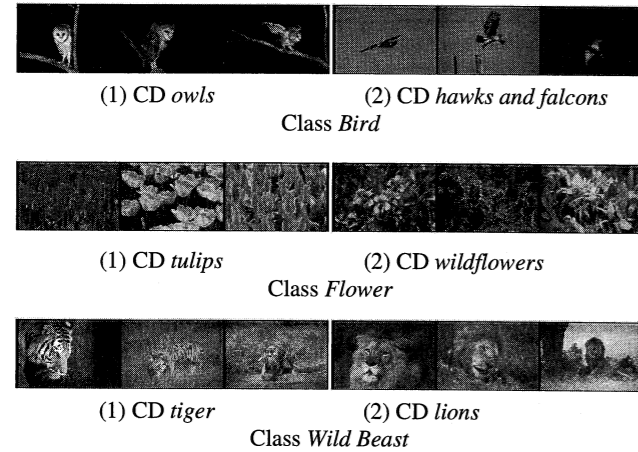 (1) CD owls (2) CD hawks and falcons
Class Bird
(1) CD tulips (2) CD wildflowers
Class Flower
(1) CD tiger (2) CD lions
Class Wild Beast